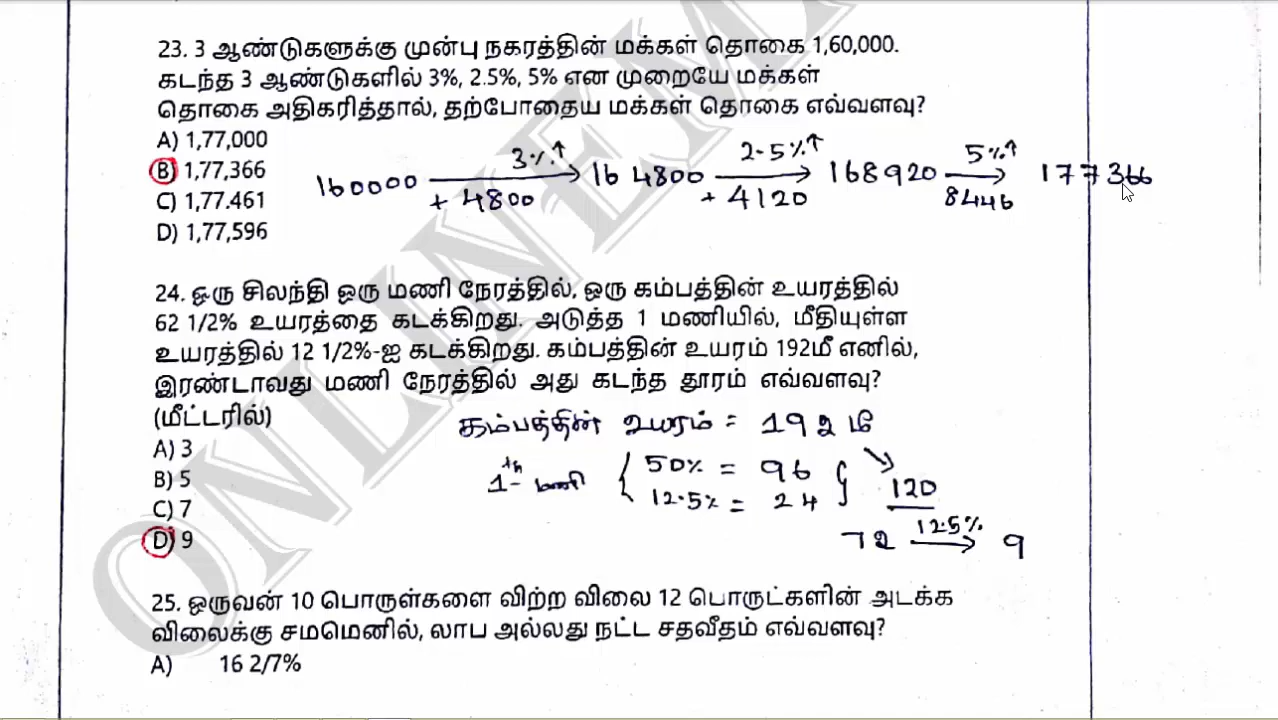 23. 3 ஆண்டுகளுக்கு முன்பு நகரத்தின் மக்கள் தொகை 1,60,000.
கடந்த 3 ஆண்டுகளில் 3%, 2.5%, 5% என முறையே மக்கள்
தொகை அதிகரித்தால், தற்போதைய மக்கள் தொகை எவ்வளவு?
A) 1,77,000
B) 1,77,366
C) 1,77.461
D) 1,77,596
3%↑ 2.5%↑ 5%↑
160000 → 164800 → 168920 → 177366
+ 4800 + 4120 8446
24. ஒரு சிலந்தி ஒரு மணி நேரத்தில், ஒரு கம்பத்தின் உயரத்தில்
62 1/2% உயரத்தை கடக்கிறது. அடுத்த 1 மணியில், மீதியுள்ள
உயரத்தில் 12 1/2%-ஐ கடக்கிறது. கம்பத்தின் உயரம் 192மீ எனில்,
இரண்டாவது மணி நேரத்தில் அது கடந்த தூரம் எவ்வளவு?
(மீட்டரில்)
A) 3
B) 5
C) 7
D) 9
கம்பத்தின் உயரம் = 192 மீ
1 மணி { 50% = 96
12.5% = 24 } 120
72 12.5% → 9
25. ஒருவன் 10 பொருள்களை விற்ற விலை 12 பொருட்களின் அடக்க
விலைக்கு சமமெனில், லாப அல்லது நட்ட சதவீதம் எவ்வளவு?
A) 16 2/7%
ONLINE